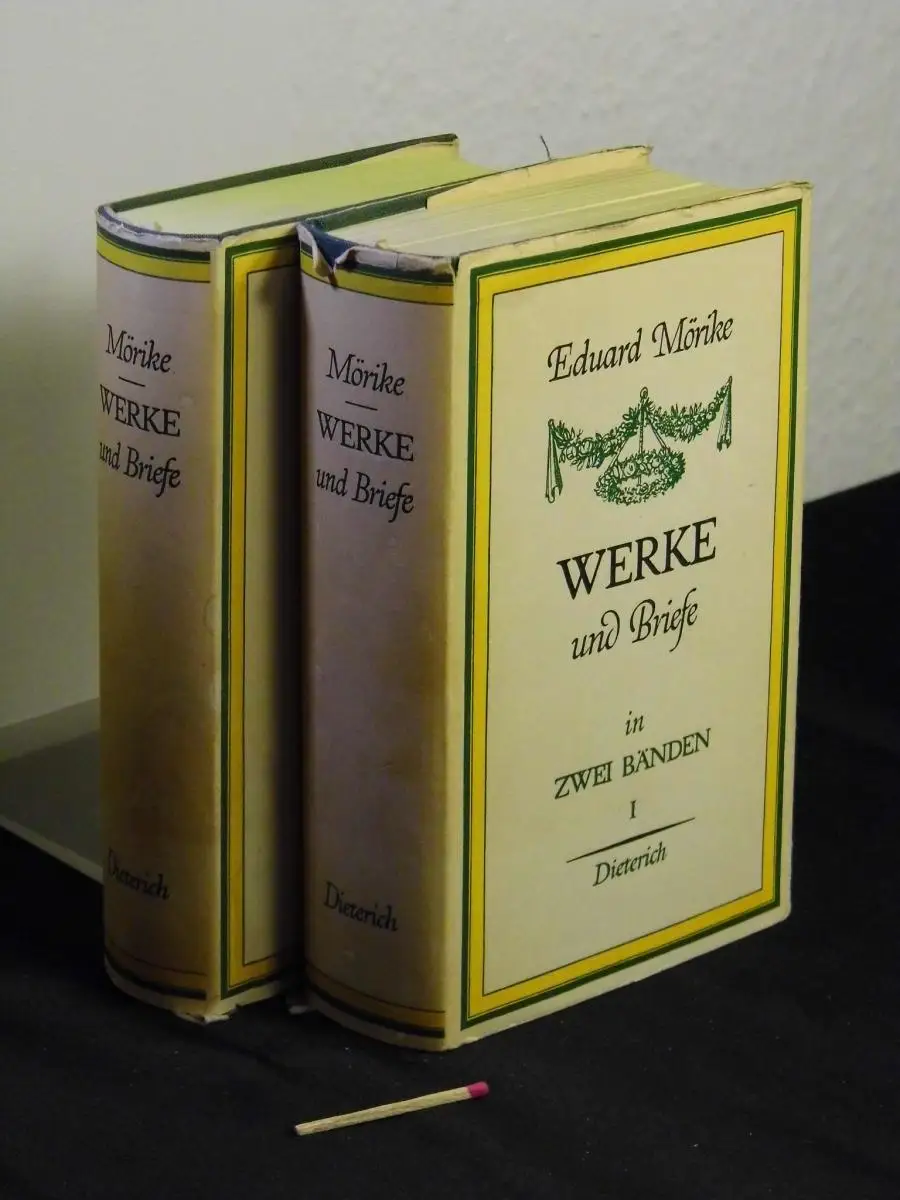 Mörike
WERKE
und Briefe
Dieterich
Mörike
WERKE
und Briefe
Dieterich
Eduard Mörike
WERKE
und Briefe
in
ZWEI BÄNDEN
I
Dieterich